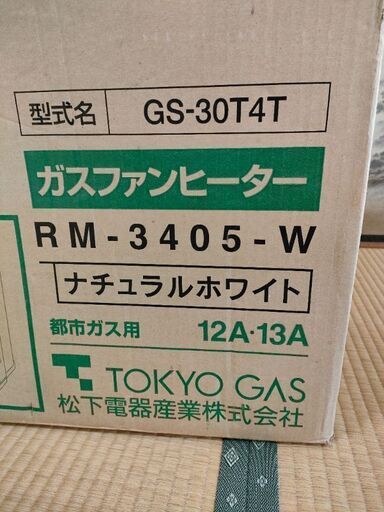 型式名 GS-30T4T
ガスファンヒーター
RM-3405-W
ナチュラルホワイト
都市ガス用 12A・13A
TOKYO GAS
松下電器産業株式会社